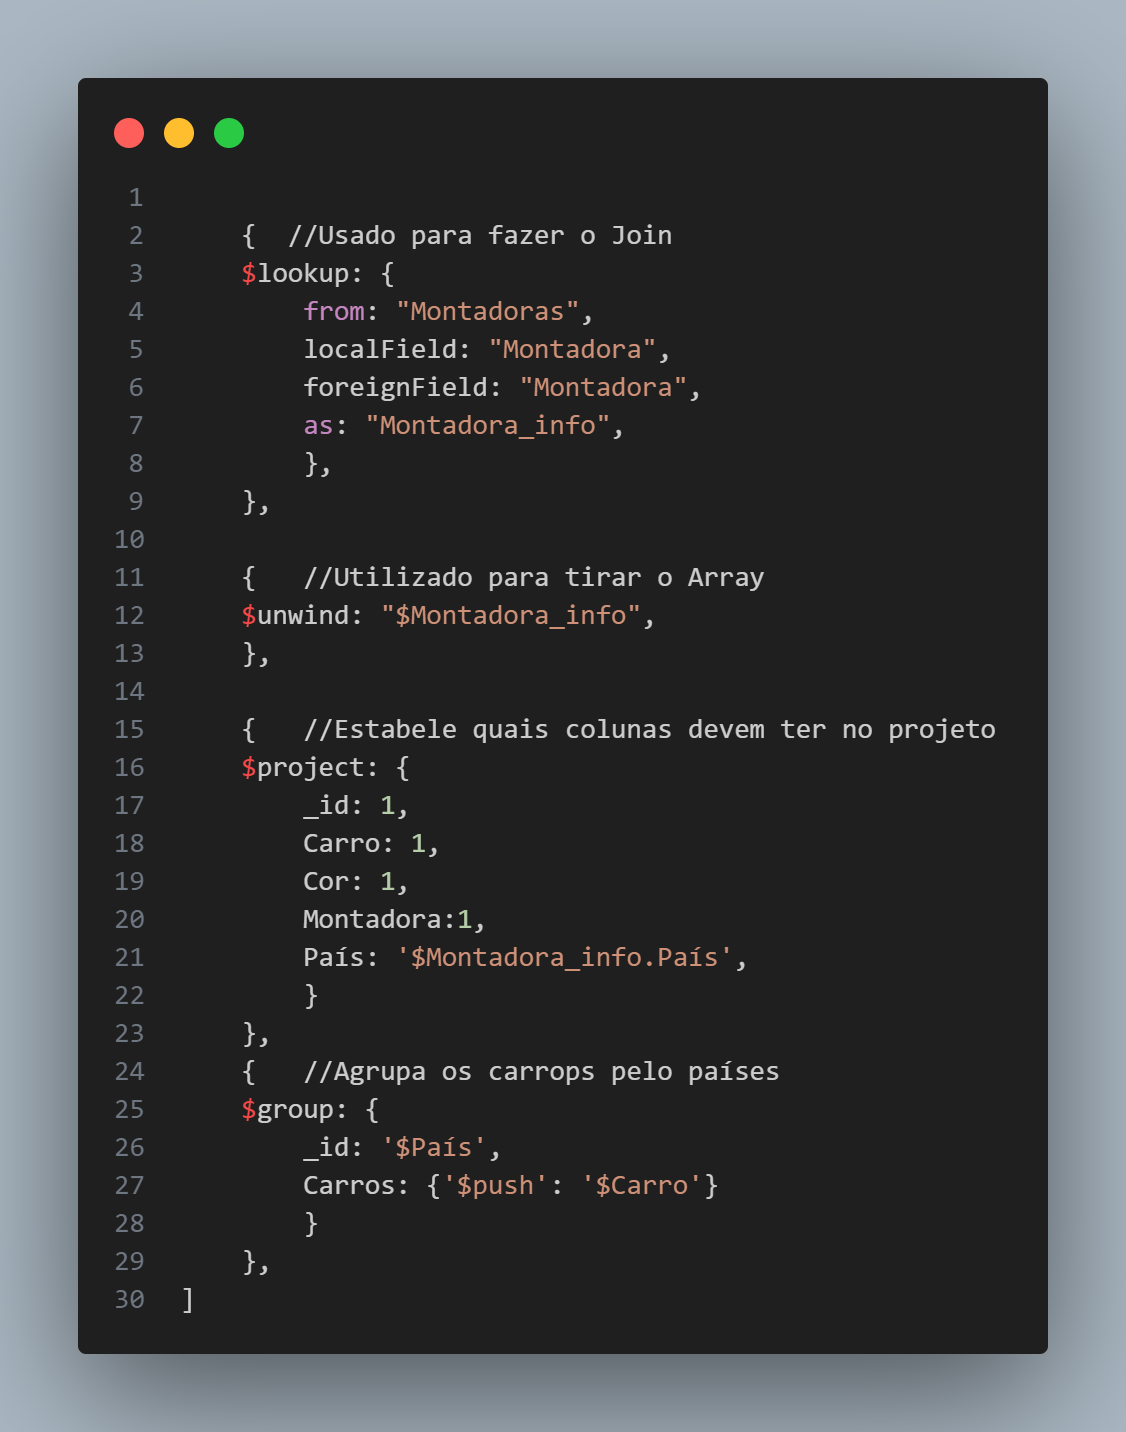 1
2 { //Usado para fazer o Join
3 $lookup: {
4 from: "Montadoras",
5 localField: "Montadora",
6 foreignField: "Montadora",
7 as: "Montadora_info",
8 },
9 },
10
11 { //Utilizado para tirar o Array
12 $unwind: "$Montadora_info",
13 },
14
15 { //Estabele quais colunas devem ter no projeto
16 $project: {
17 _id: 1,
18 Carro: 1,
19 Cor: 1,
20 Montadora:1,
21 País: '$Montadora_info.País',
22 }
23 },
24 { //Agrupa os carrops pelo países
25 $group: {
26 _id: '$País',
27 Carros: {'$push': '$Carro'}
28 }
29 },
30 ]